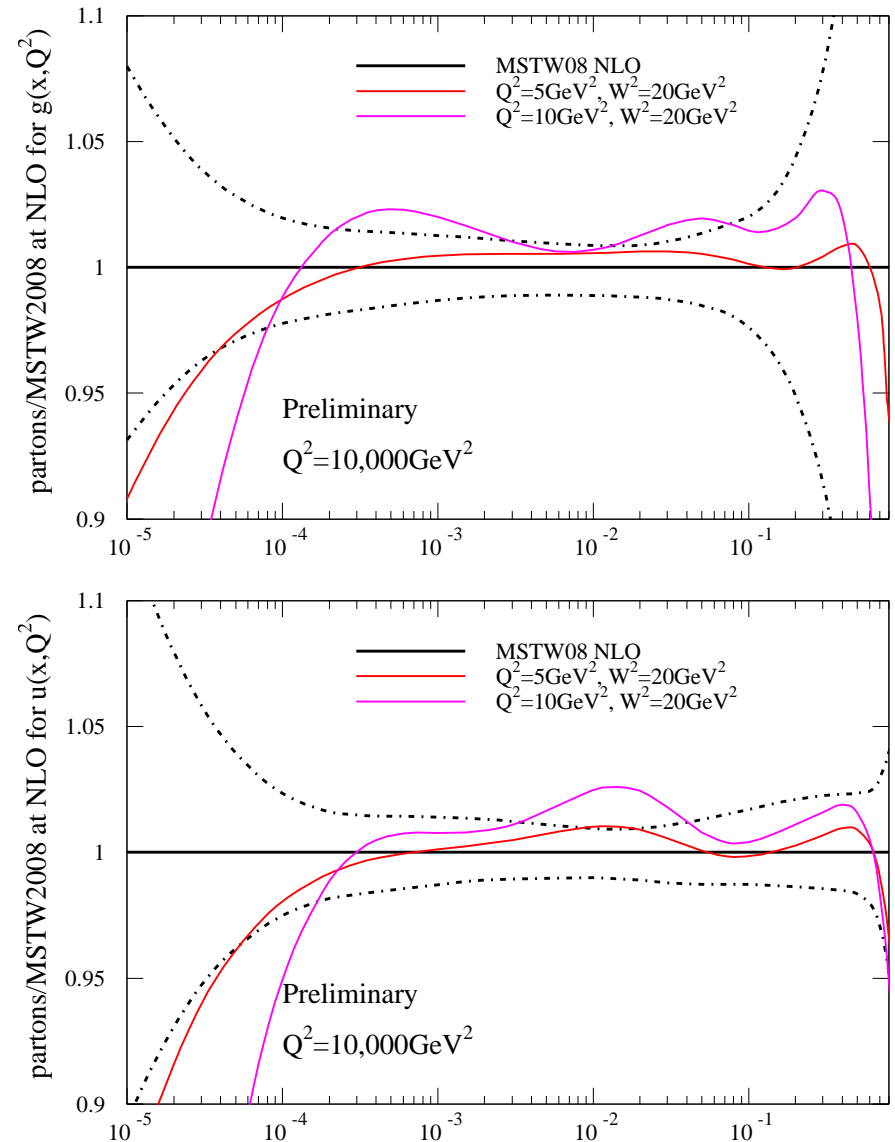 partons/MSTW2008 at NLO for g(x,Q²)
1.1
1.05
1
0.95
0.9
MSTW08 NLO
Q²=5GeV², W²=20GeV²
Q²=10GeV², W²=20GeV²
Preliminary
Q²=10,000GeV²
10⁻⁵ 10⁻⁴ 10⁻³ 10⁻² 10⁻¹
partons/MSTW2008 at NLO for u(x,Q²)
1.1
1.05
1
0.95
0.9
MSTW08 NLO
Q²=5GeV², W²=20GeV²
Q²=10GeV², W²=20GeV²
Preliminary
Q²=10,000GeV²
10⁻⁵ 10⁻⁴ 10⁻³ 10⁻² 10⁻¹